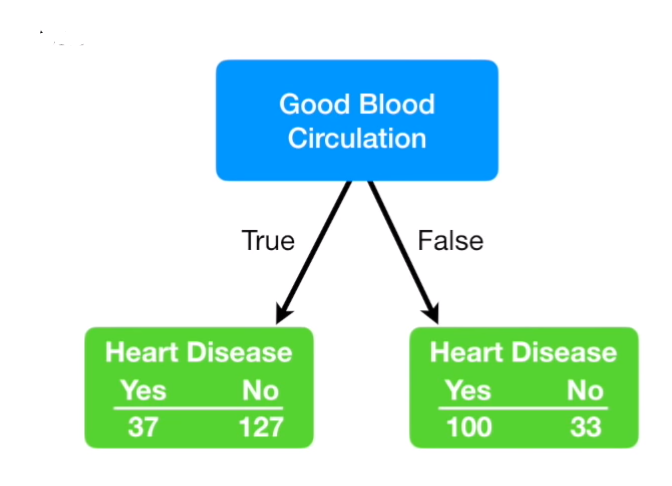 Good Blood
Circulation
True
False
Heart Disease
Yes No
37 127
Heart Disease
Yes No
100 33